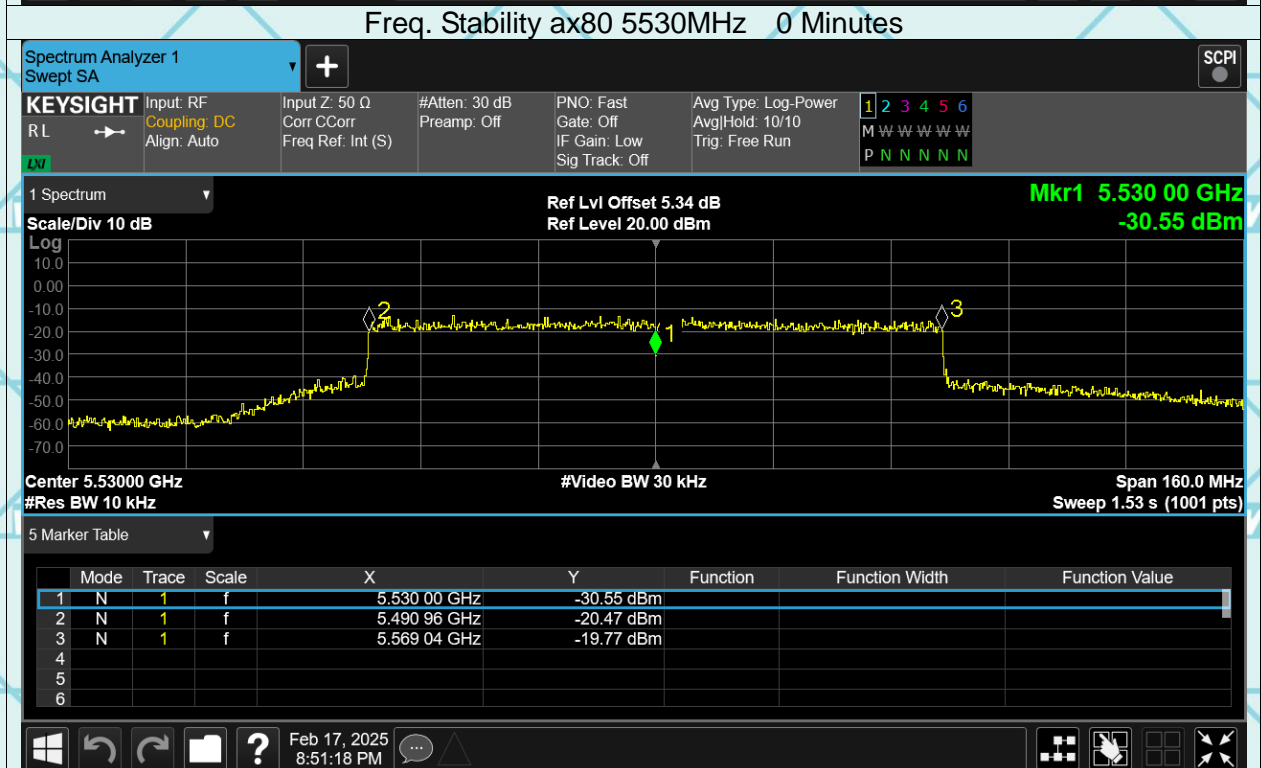 Freq. Stability ax80 5530MHz 0 Minutes
Spectrum Analyzer 1
Swept SA
+
SCPI
KEYSIGHT Input: RF Input Z: 50 Ω #Atten: 30 dB PNO: Fast Avg Type: Log-Power 1 2 3 4 5 6
R L Coupling: DC Corr CCorr Preamp: Off Gate: Off Avg|Hold: 10/10 M W W W W W
Align: Auto Freq Ref: Int (S) IF Gain: Low Trig: Free Run
LXI Sig Track: Off P N N N N N
1 Spectrum
Ref Lvl Offset 5.34 dB
Mkr1 5.530 00 GHz
Scale/Div 10 dB Ref Level 20.00 dBm -30.55 dBm
Log
10.0
0.00
-10.0
-20.0
-30.0
-40.0
-50.0
-60.0
-70.0
2
1
3
Center 5.53000 GHz #Video BW 30 kHz Span 160.0 MHz
#Res BW 10 kHz Sweep 1.53 s (1001 pts)
5 Marker Table
Mode Trace Scale X Y Function Function Width Function Value
1 N 1 f 5.530 00 GHz -30.55 dBm
2 N 1 f 5.490 96 GHz -20.47 dBm
3 N 1 f 5.569 04 GHz -19.77 dBm
4
5
6
? Feb 17, 2025
8:51:18 PM